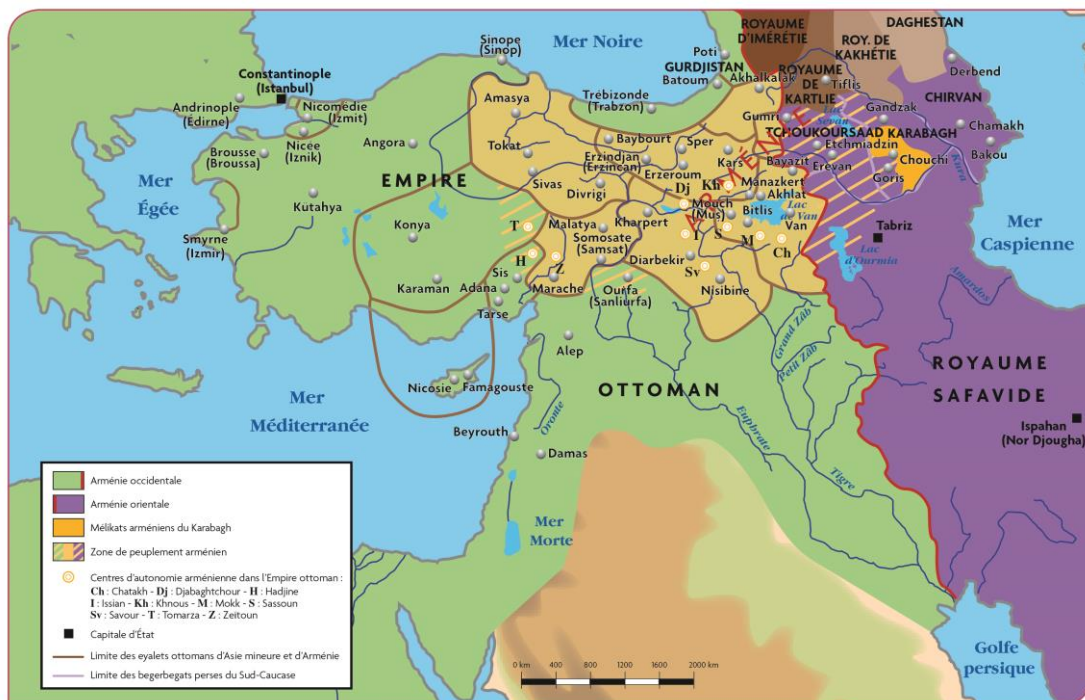 Mer Noire
ROYAUME
D'IMÉRÉTIE
DAGHESTAN
ROY. DE
KAKHÉTIE
Sinope
(Sinop)
Poti
GURDJISTAN
Batoum
Akhalkalak
ROYAUME
DE
KARTLIE
Tiflis
Derbend
CHIRVAN
Constantinople
(Istanbul)
Andrinople
(Édirne)
Nicomédie
(Izmit)
Nicée
(Iznik)
Brousse
(Broussa)
Amasya
Trébizonde
(Trabzon)
Gumri
Lac
Sevan
Gandzak
TCHOUKOURSAAD
KARABAGH
Chamakh
Bakou
Angora
Tokat
Baybourt
Sper
Kars
Etchmiadzin
Erevan
Chouchi
Goris
Kura
Erzindjan
(Erzincan)
Erzeroum
Bayazit
ARMÉNIE
Mer
Égée
EMPIRE
Sivas
Divrigi
Dj
Kh
Manazkert
Akhlat
Kutahya
Mouch
(Mus)
Bitlis
Lac
de Van
Van
Kharpert
Malatya
T
I
S
M
Ch
Tabriz
Lac
d'Ourmia
Mer
Caspienne
Smyrne
(Izmir)
Konya
Somosate
(Samsat)
Diarbekir
H
Z
Sv
Karaman
Sis
Adana
Tarse
Marache
Ourfa
(Sanliurfa)
Nisibine
Amardos
Grand Zâb
Petit Zâb
Alep
Nicosie
Famagouste
OTTOMAN
ROYAUME
SAFAVIDE
Mer
Méditerranée
Oronte
Beyrouth
Damas
Euphrate
Tigre
Ispahan
(Nor Djougha)
Mer
Morte
Golfe
persique
Arménie occidentale
Arménie orientale
Mélikats arméniens du Karabagh
Zone de peuplement arménien
Centres d'autonomie arménienne dans l'Empire ottoman :
Ch : Chatakh - Dj : Djabaghtchour - H : Hadjine
I : Issian - Kh : Khnous - M : Mokk - S : Sassoun
Sv : Savour - T : Tomarza - Z : Zeitoun
Capitale d'État
Limite des eyalets ottomans d'Asie mineure et d'Arménie
Limite des begerbegats perses du Sud-Caucase
0 km 400 800 1200 1600 2000 km